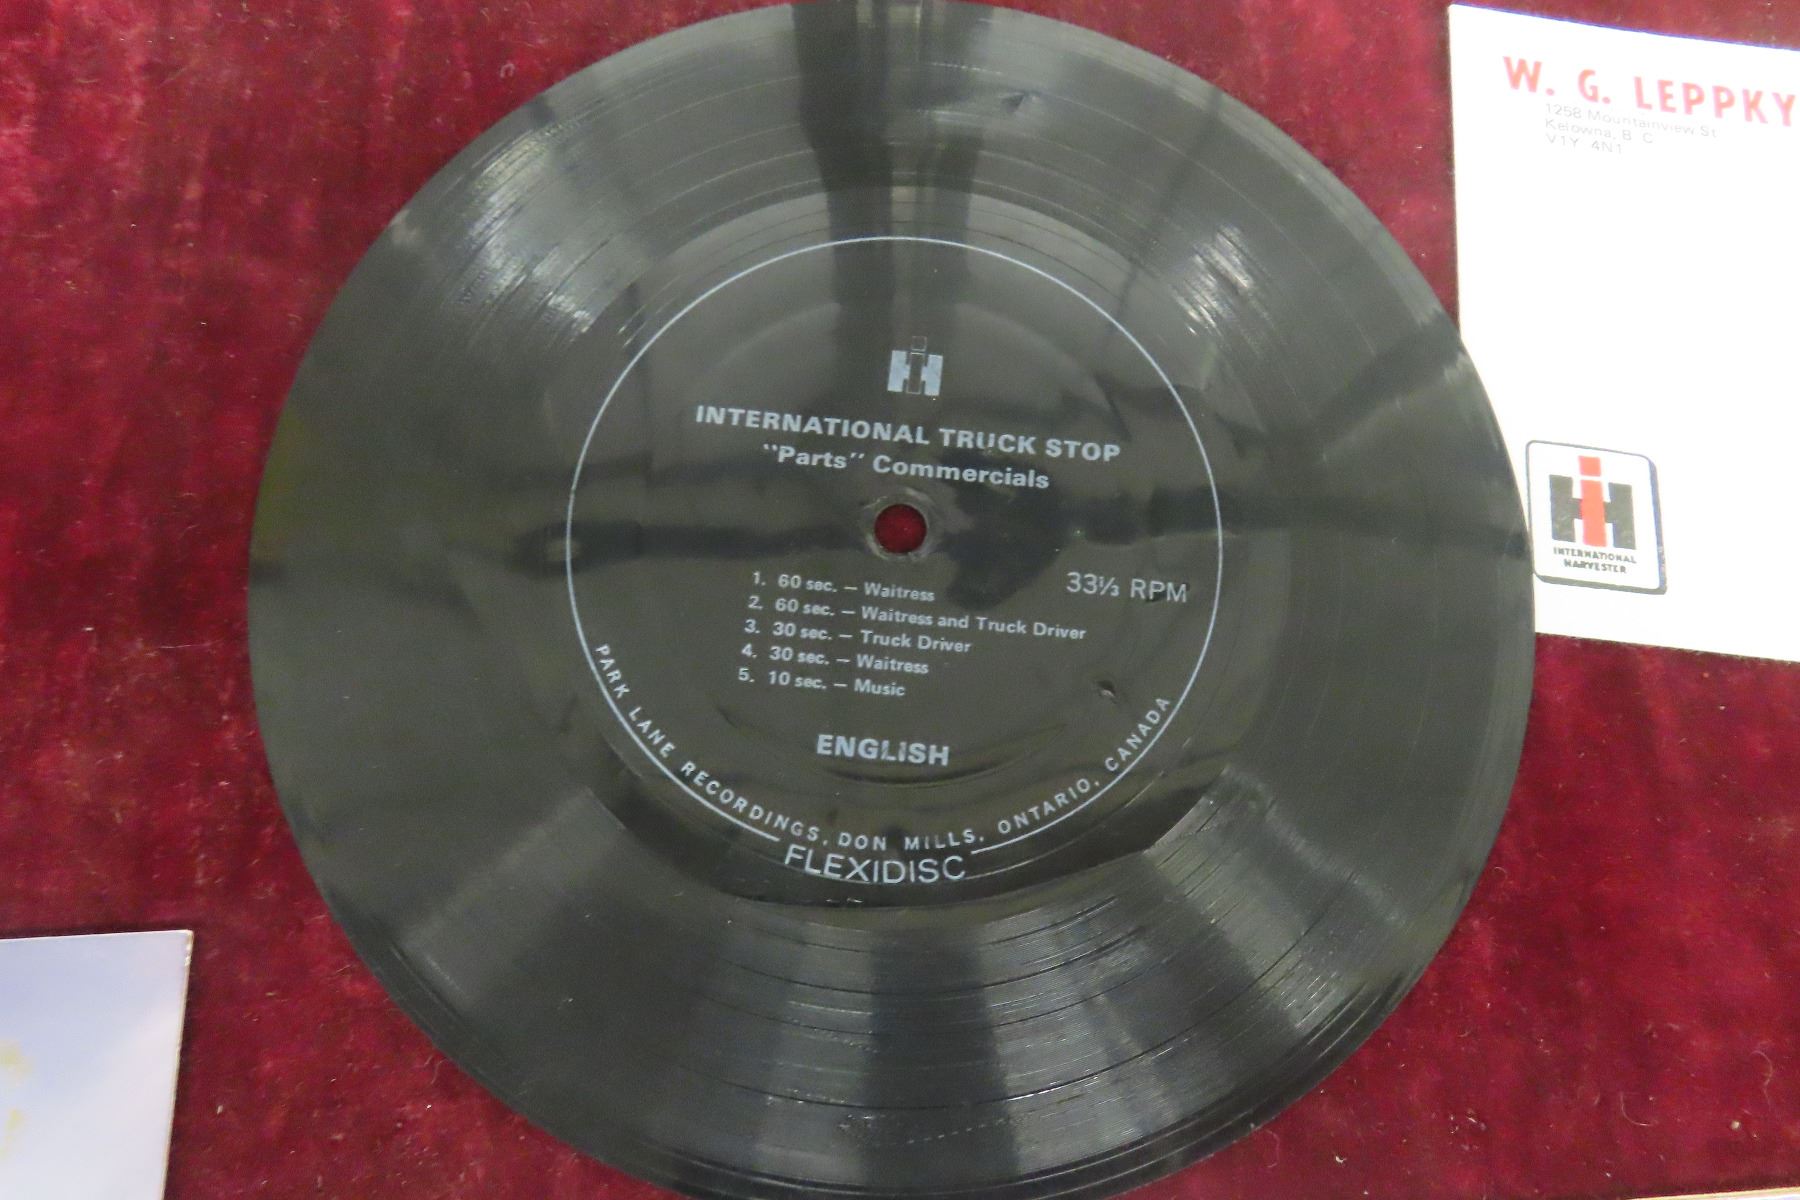 INTERNATIONAL TRUCK STOP
"Parts" Commercials
33⅓ RPM
1. 60 sec. — Waitress
2. 60 sec. — Waitress and Truck Driver
3. 30 sec. — Truck Driver
4. 30 sec. — Waitress
5. 10 sec. — Music
ENGLISH
PARK LANE RECORDINGS, DON MILLS, ONTARIO, CANADA
FLEXIDISC
W. G. LEPPKY
1258 Mountainview St
Kelowna, B C
V1Y 4N1
INTERNATIONAL
HARVESTER